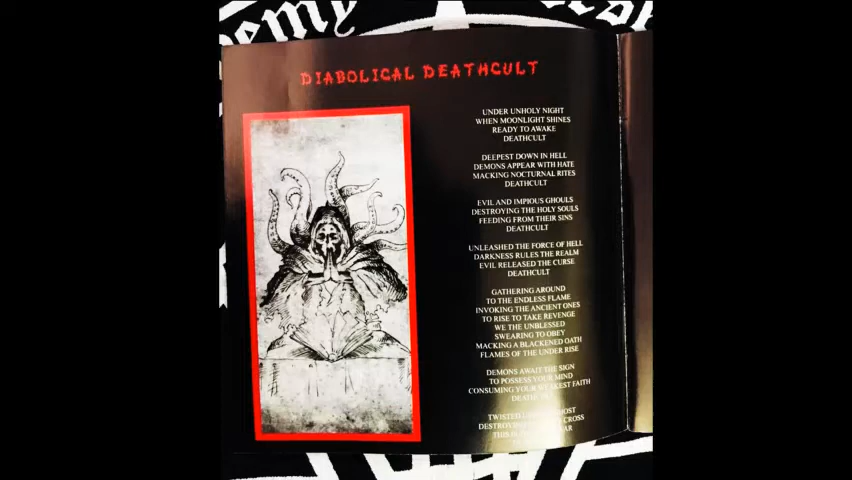 DIABOLICAL DEATHCULT
UNDER UNHOLY NIGHT
WHEN MOONLIGHT SHINES
READY TO AWAKE
DEATHCULT
DEEPEST DOWN IN HELL
DEMONS APPEAR WITH HATE
MACKING NOCTURNAL RITES
DEATHCULT
EVIL AND IMPIOUS GHOULS
DESTROYING THE HOLY SOULS
FEEDING FROM THEIR SINS
DEATHCULT
UNLEASHED THE FORCE OF HELL
DARKNESS RULES THE REALM
EVIL RELEASED THE CURSE
DEATHCULT
GATHERING AROUND
TO THE ENDLESS FLAME
INVOKING THE ANCIENT ONES
TO RISE TO TAKE REVENGE
WE THE UNBLESSED
SWEARING TO OBEY
MACKING A BLACKENED OATH
FLAMES OF THE UNDER RISE
DEMONS AWAIT THE SIGN
TO POSSESS YOUR MIND
CONSUMING YOUR WEAKEST FAITH
TWISTED
CROSS
THIS